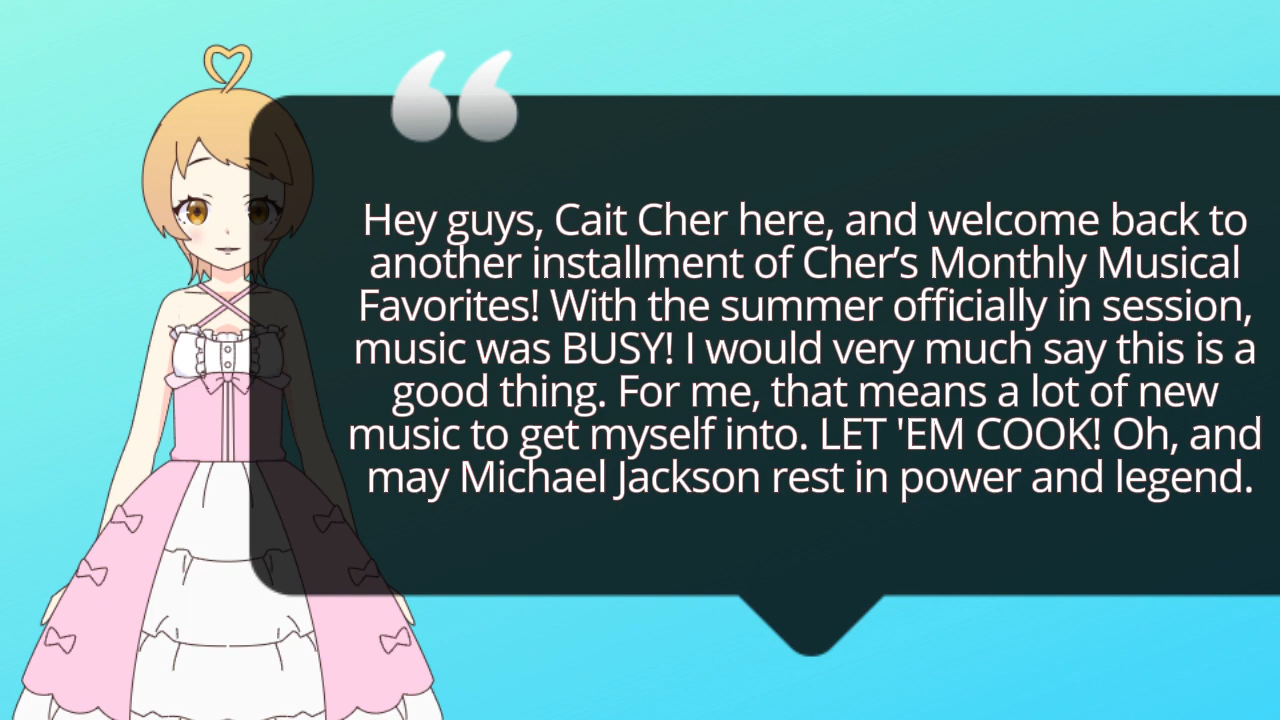 Hey guys, Cait Cher here, and welcome back to
another installment of Cher’s Monthly Musical
Favorites! With the summer officially in session,
music was BUSY! I would very much say this is a
good thing. For me, that means a lot of new
music to get myself into. LET 'EM COOK! Oh, and
may Michael Jackson rest in power and legend.